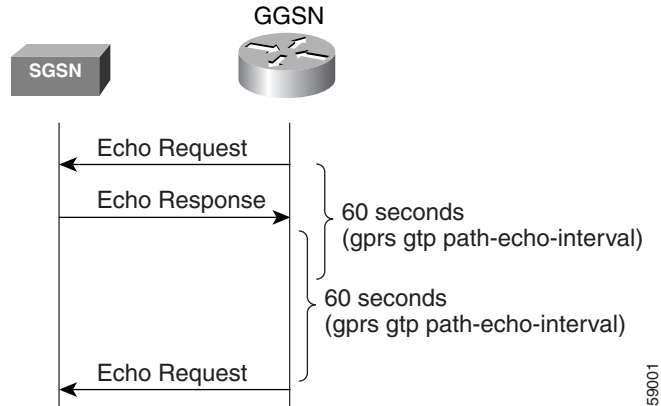 GGSN
SGSN
Echo Request
Echo Response
60 seconds
(gprs gtp path-echo-interval)
60 seconds
(gprs gtp path-echo-interval)
Echo Request
59001